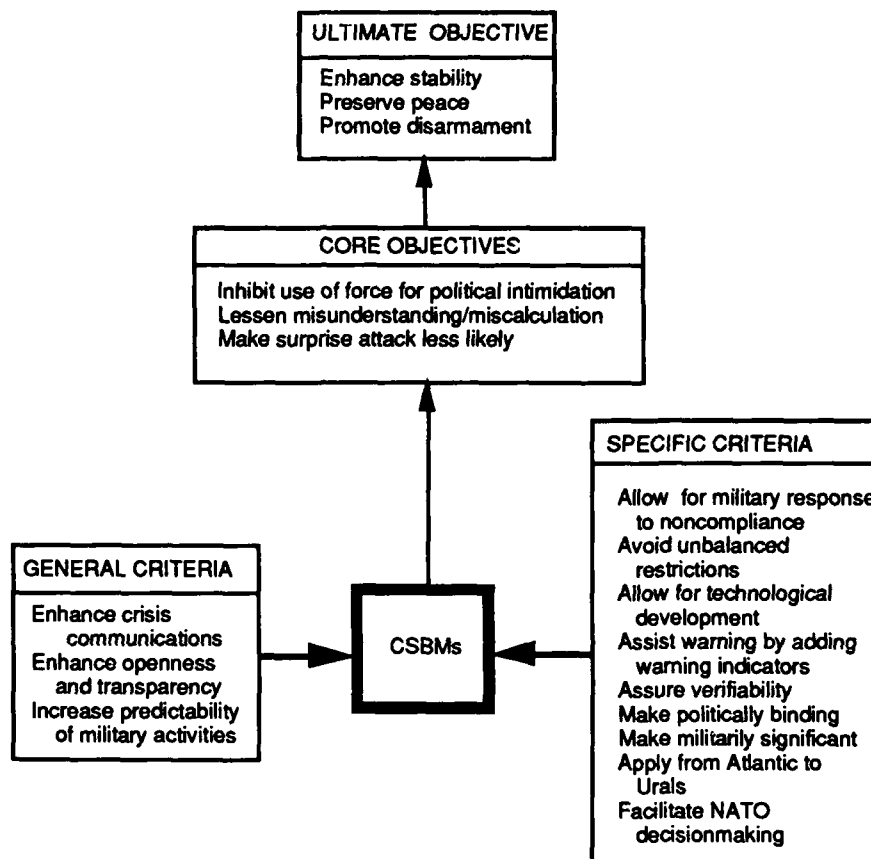 ULTIMATE OBJECTIVE
Enhance stability
Preserve peace
Promote disarmament
CORE OBJECTIVES
Inhibit use of force for political intimidation
Lessen misunderstanding/miscalculation
Make surprise attack less likely
SPECIFIC CRITERIA
Allow for military response
to noncompliance
Avoid unbalanced
restrictions
Allow for technological
development
Assist warning by adding
warning indicators
Assure verifiability
Make politically binding
Make militarily significant
Apply from Atlantic to
Urals
Facilitate NATO
decisionmaking
GENERAL CRITERIA
Enhance crisis
communications
Enhance openness
and transparency
Increase predictability
of military activities
CSBMs